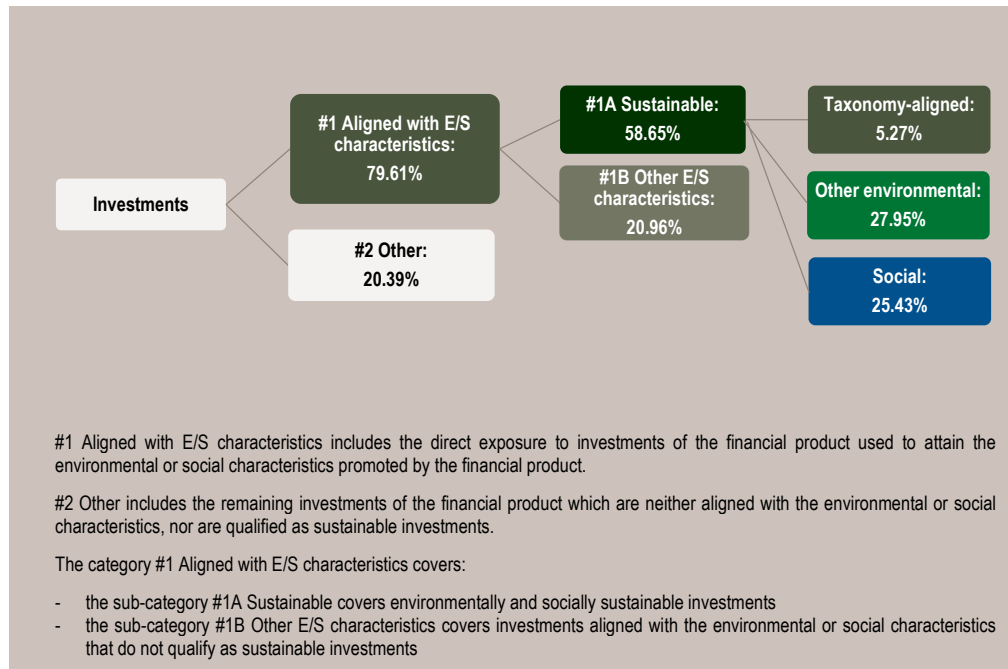 #1 Aligned with E/S
characteristics:
79.61%
#1A Sustainable:
58.65%
Taxonomy-aligned:
5.27%
Investments
#1B Other E/S
characteristics:
20.96%
Other environmental:
27.95%
#2 Other:
20.39%
Social:
25.43%
#1 Aligned with E/S characteristics includes the direct exposure to investments of the financial product used to attain the
environmental or social characteristics promoted by the financial product.
#2 Other includes the remaining investments of the financial product which are neither aligned with the environmental or social
characteristics, nor are qualified as sustainable investments.
The category #1 Aligned with E/S characteristics covers:
- the sub-category #1A Sustainable covers environmentally and socially sustainable investments
- the sub-category #1B Other E/S characteristics covers investments aligned with the environmental or social characteristics
that do not qualify as sustainable investments